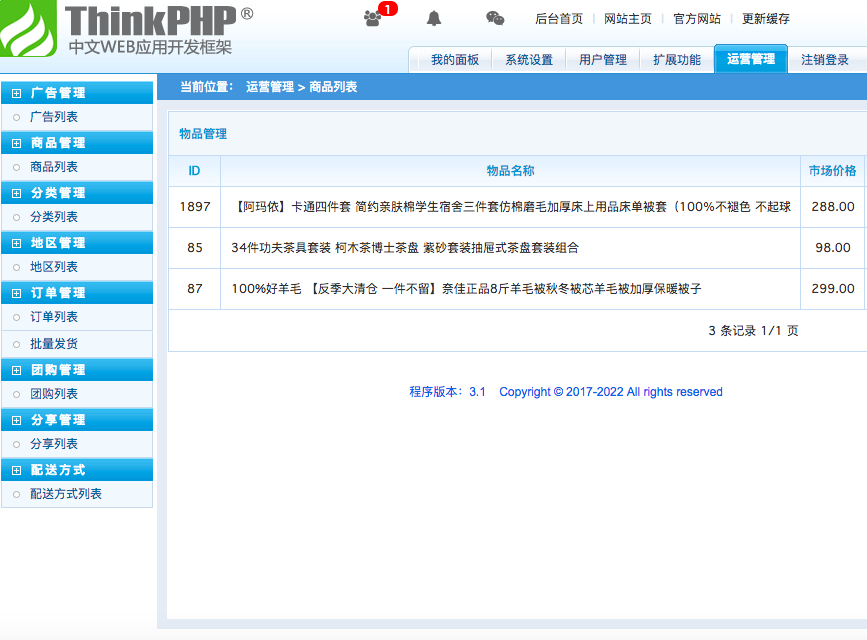 ThinkPHP®
中文WEB应用开发框架
1
后台首页 | 网站主页 | 官方网站 | 更新缓存
我的面板 系统设置 用户管理 扩展功能 运营管理 注销登录
当前位置： 运营管理 > 商品列表
广告管理
广告列表
商品管理
商品列表
分类管理
分类列表
地区管理
地区列表
订单管理
订单列表
批量发货
团购管理
团购列表
分享管理
分享列表
配送方式
配送方式列表
物品管理
ID 物品名称 市场价格
1897 【阿玛依】卡通四件套 简约亲肤棉学生宿舍三件套仿棉磨毛加厚床上用品床单被套（100%不褪色 不起球 288.00
85 34件功夫茶具套装 柯木茶博士茶盘 紫砂套装抽屉式茶盘套装组合 98.00
87 100%好羊毛 【反季大清仓 一件不留】奈佳正品8斤羊毛被秋冬被芯羊毛被加厚保暖被子 299.00
3 条记录 1/1 页
程序版本：3.1 Copyright © 2017-2022 All rights reserved